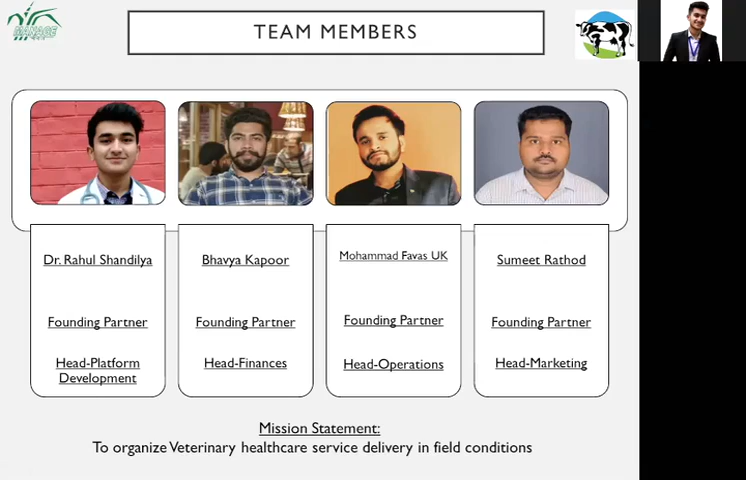 MANAGE
TEAM MEMBERS
Dr. Rahul Shandilya
Founding Partner
Head-Platform
Development
Bhavya Kapoor
Founding Partner
Head-Finances
Mohammad Favas UK
Founding Partner
Head-Operations
Sumeet Rathod
Founding Partner
Head-Marketing
Mission Statement:
To organize Veterinary healthcare service delivery in field conditions